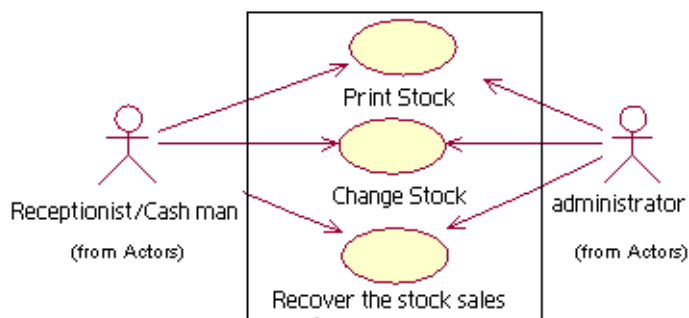 Print Stock
Change Stock
Receptionist/Cash man
administrator
(from Actors)
(from Actors)
Recover the stock sales